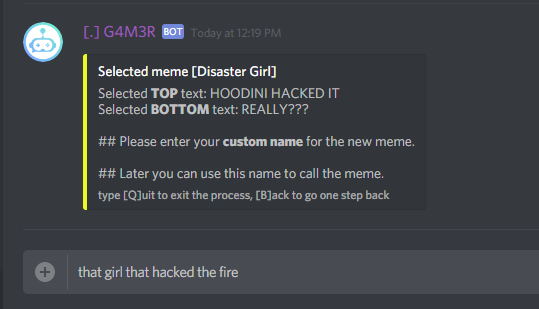 [.] G4M3R BOT Today at 12:19 PM
Selected meme [Disaster Girl]
Selected TOP text: HOODINI HACKED IT
Selected BOTTOM text: REALLY???
## Please enter your custom name for the new meme.
## Later you can use this name to call the meme.
type [Q]uit to exit the process, [B]ack to go one step back
that girl that hacked the fire